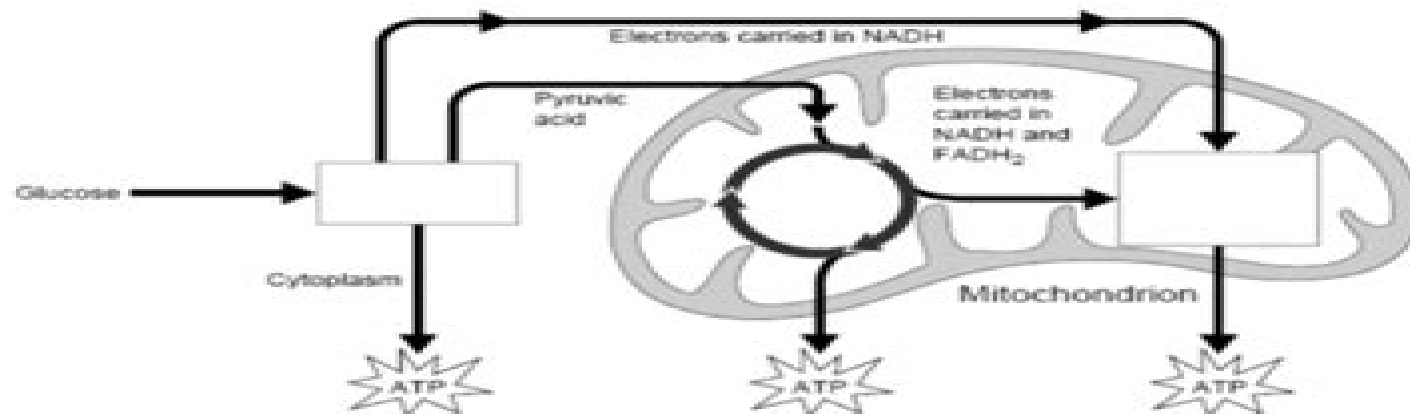 Electrons carried in NADH
Pyruvic
acid
Electrons
carried in
NADH and
FADH₂
Glucose
Cytoplasm
Mitochondrion
ATP
ATP
ATP